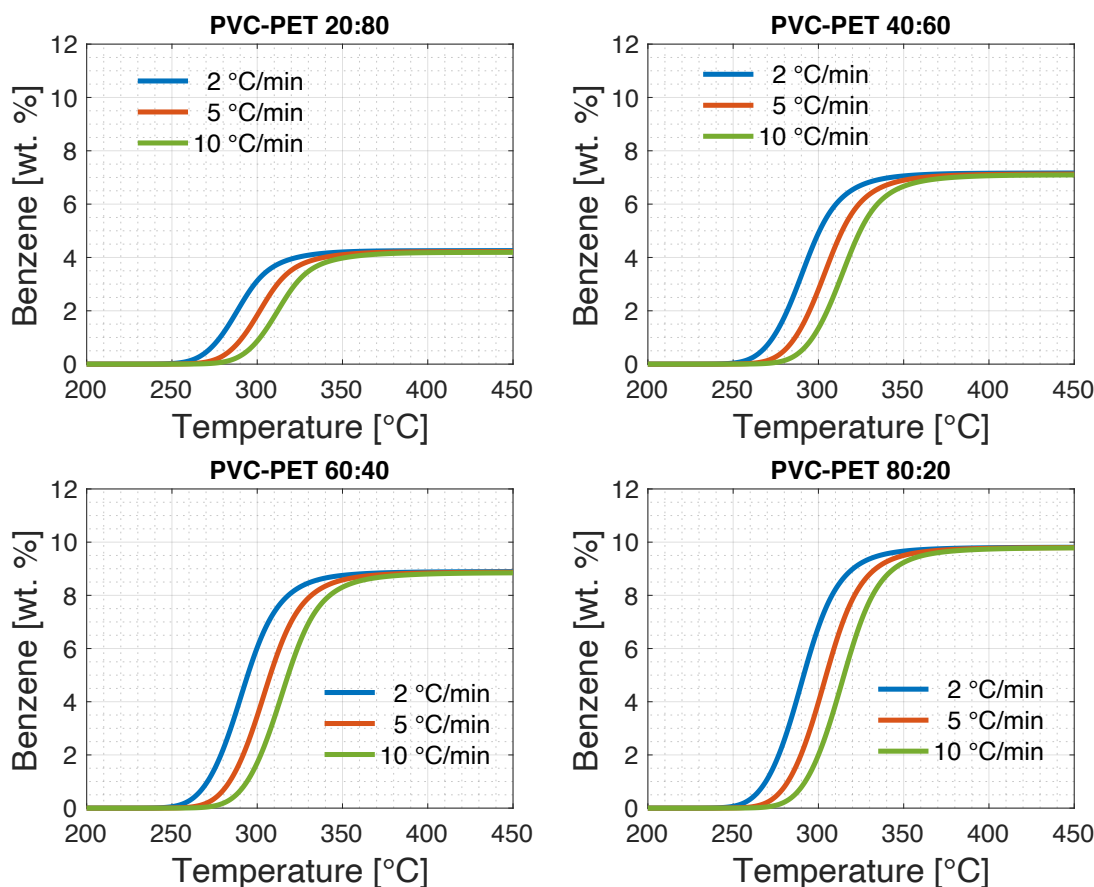 PVC-PET 20:80
12
10
8
6
4
2
0
Benzene [wt. %]
2 °C/min
5 °C/min
10 °C/min
200 250 300 350 400 450
Temperature [°C]
PVC-PET 40:60
12
10
8
6
4
2
0
Benzene [wt. %]
2 °C/min
5 °C/min
10 °C/min
200 250 300 350 400 450
Temperature [°C]
PVC-PET 60:40
12
10
8
6
4
2
0
Benzene [wt. %]
2 °C/min
5 °C/min
10 °C/min
200 250 300 350 400 450
Temperature [°C]
PVC-PET 80:20
12
10
8
6
4
2
0
Benzene [wt. %]
2 °C/min
5 °C/min
10 °C/min
200 250 300 350 400 450
Temperature [°C]